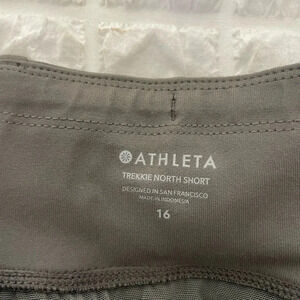 ATHLETA
TREKKIE NORTH SHORT
DESIGNED IN SAN FRANCISCO
MADE IN INDONESIA
16